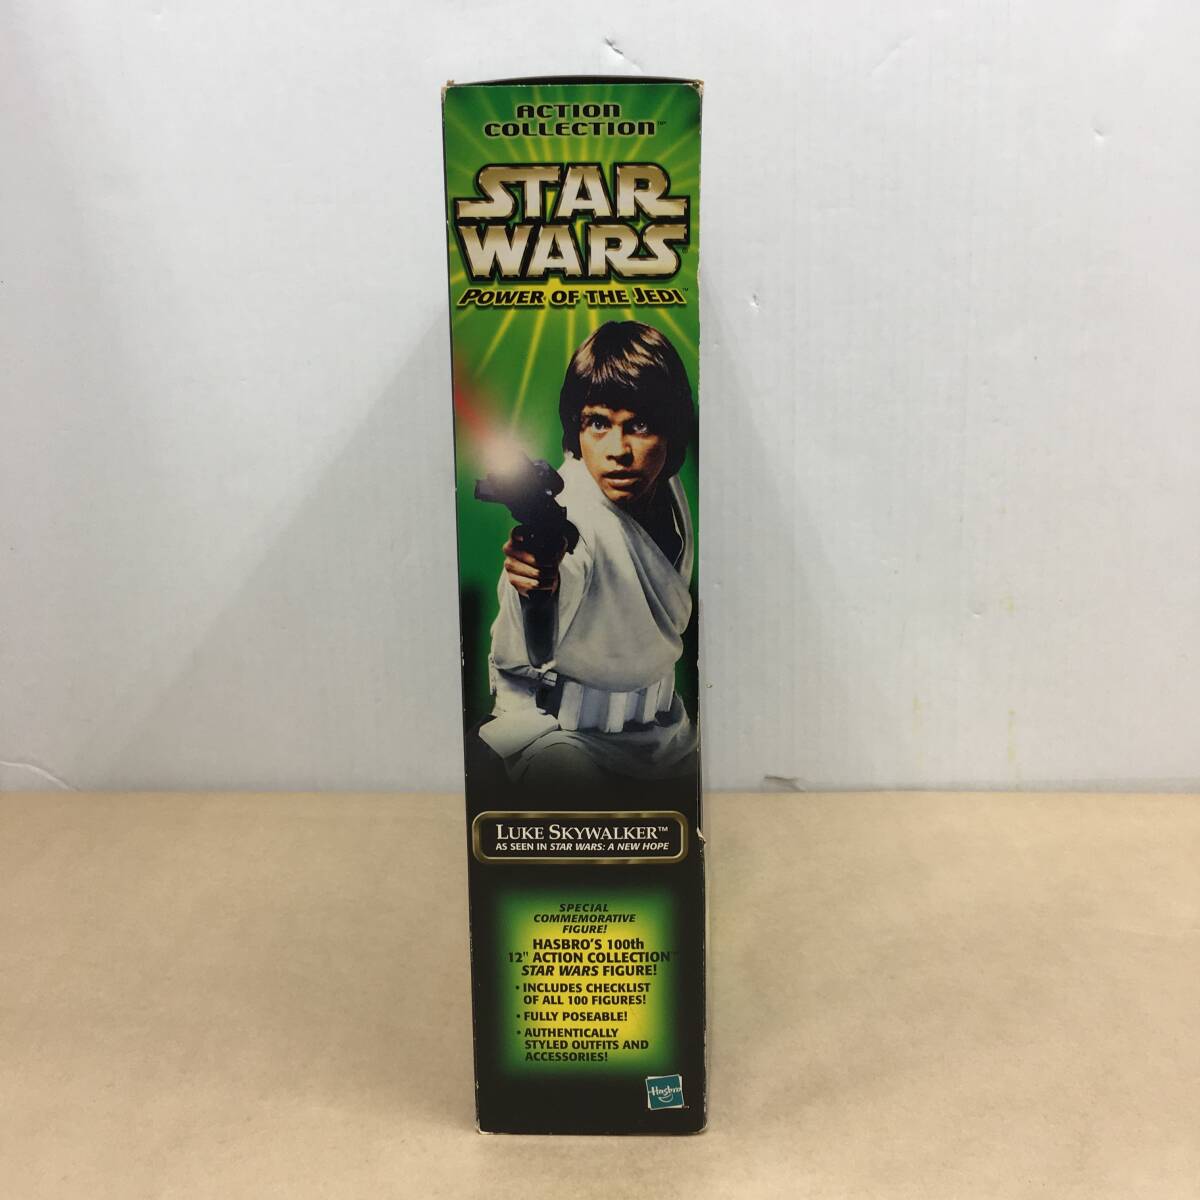 ACTION
COLLECTION™
STAR
WARS®
POWER OF THE JEDI™
LUKE SKYWALKER™
AS SEEN IN STAR WARS: A NEW HOPE
SPECIAL
COMMEMORATIVE
FIGURE!
HASBRO'S 100th
12" ACTION COLLECTION™
STAR WARS FIGURE!
• INCLUDES CHECKLIST
OF ALL 100 FIGURES!
• FULLY POSEABLE!
• AUTHENTICALLY
STYLED OUTFITS AND
ACCESSORIES!
Hasbro